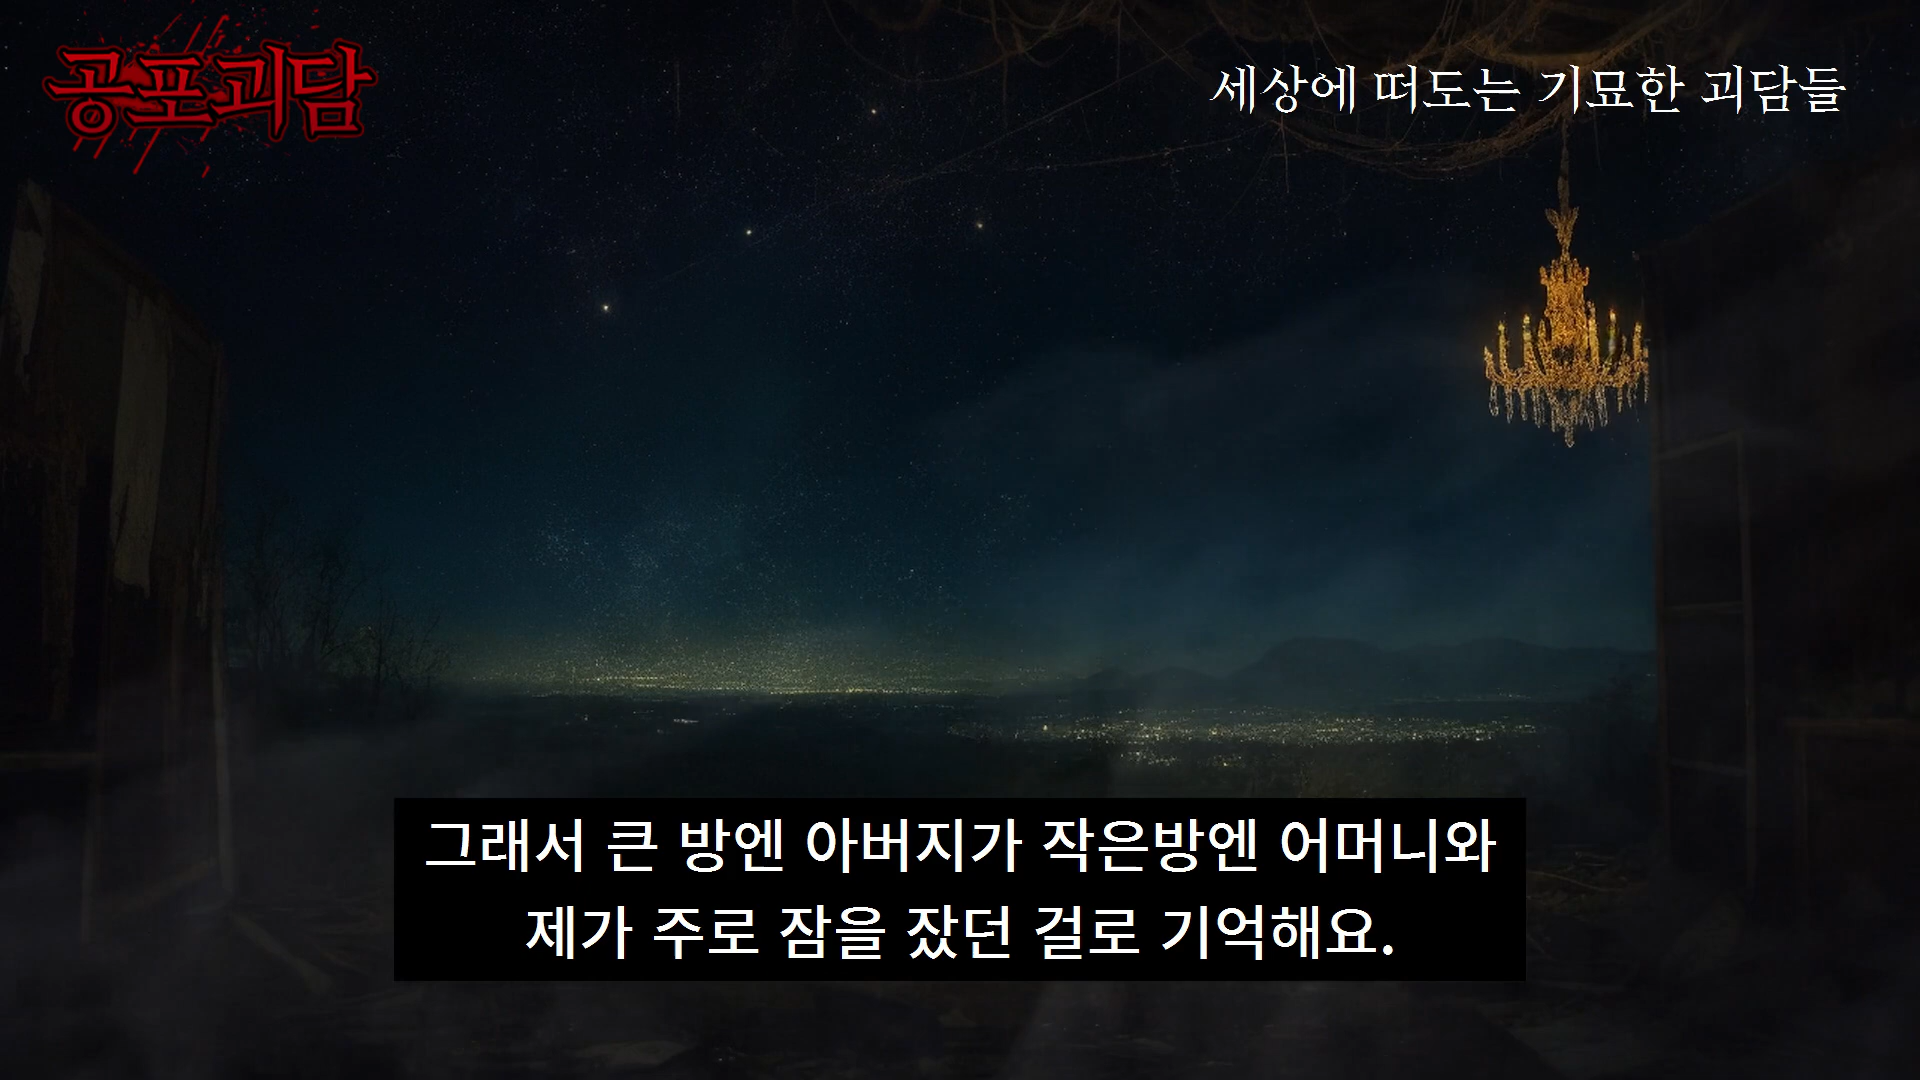 공포괴담
세상에 떠도는 기묘한 괴담들
그래서 큰 방엔 아버지가 작은방엔 어머니와
제가 주로 잠을 잤던 걸로 기억해요.